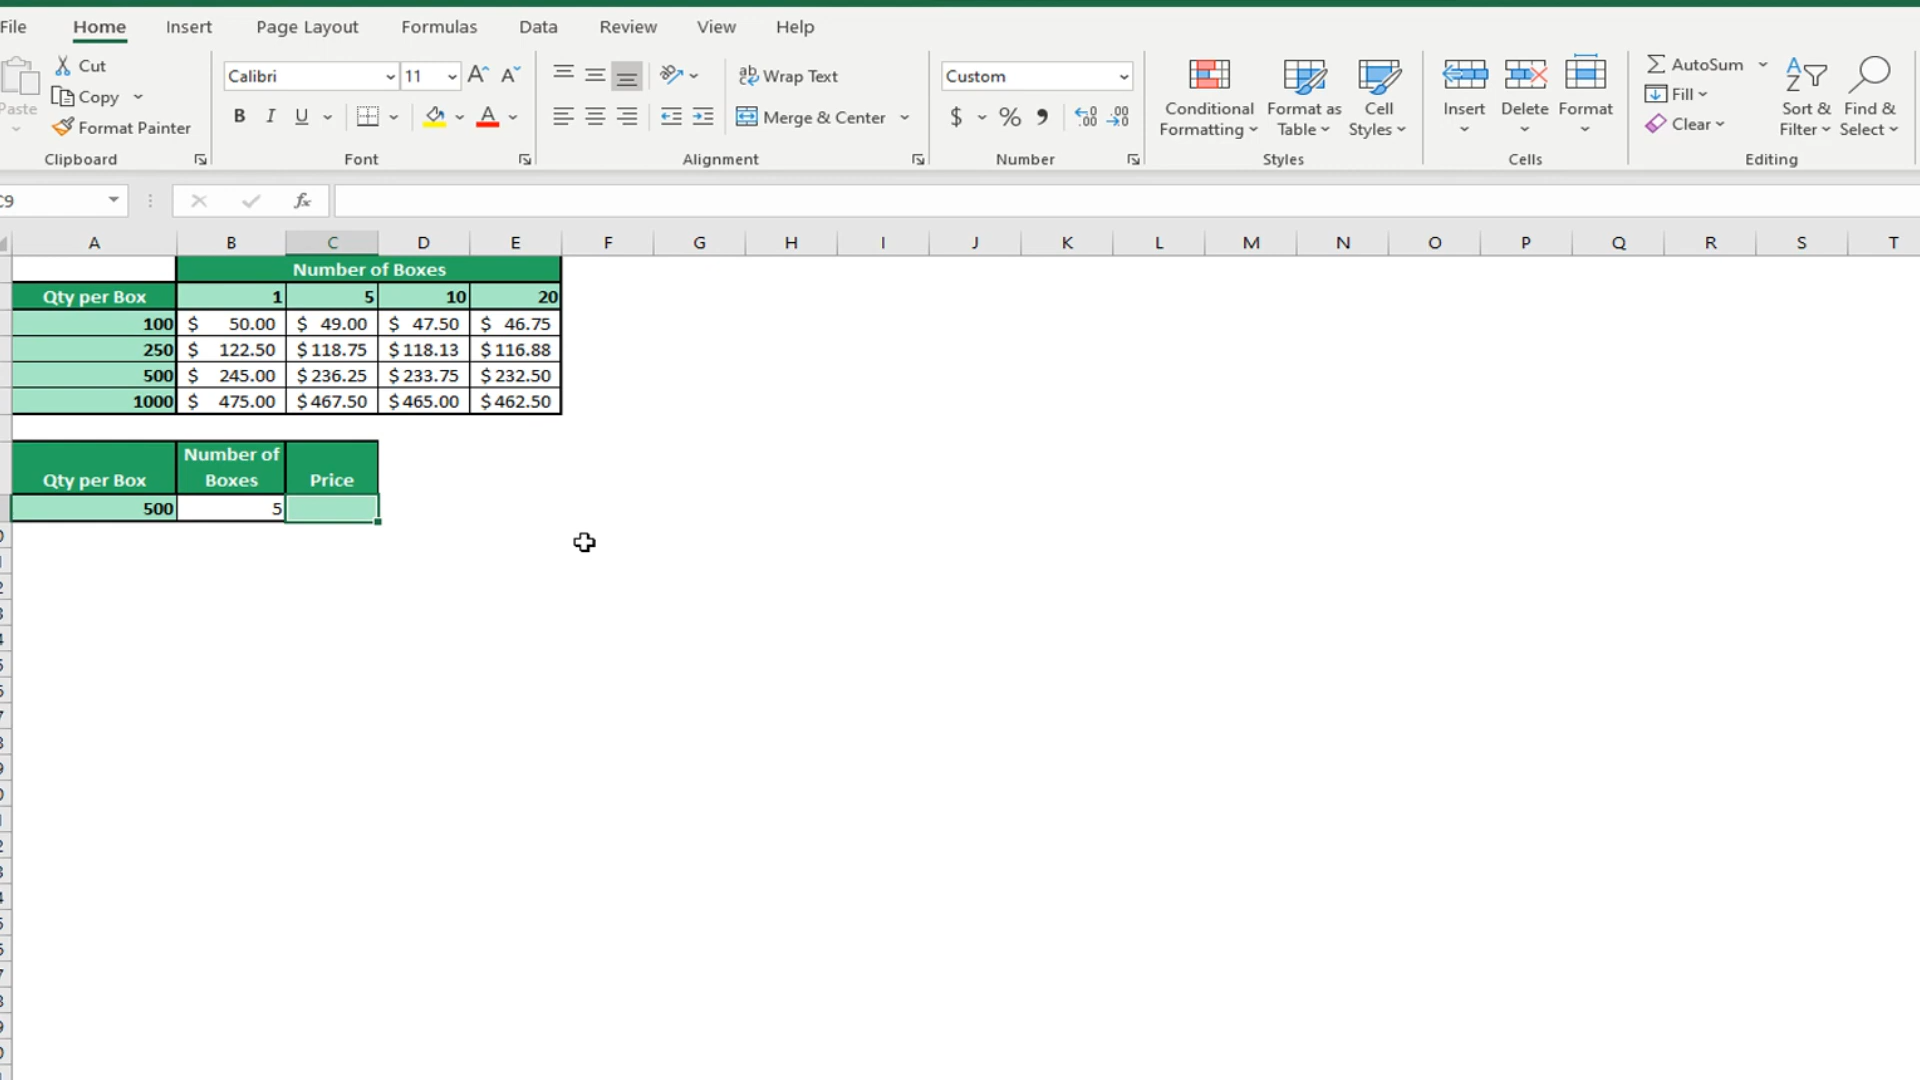 File Home Insert Page Layout Formulas Data Review View Help
Paste Cut Copy Format Painter
Clipboard
Calibri 11
B I U A
Font
ab Wrap Text
Merge & Center
Alignment
Custom
$ % ,
Number
Conditional Formatting
Format as Table
Cell Styles
Styles
Insert Delete Format
Cells
AutoSum
Fill
Clear
Sort & Filter
Find & Select
Editing
C9 fx
A B C D E F G H I J K L M N O P Q R S T
Number of Boxes
Qty per Box 1 5 10 20
100 $ 50.00 $ 49.00 $ 47.50 $ 46.75
250 $ 122.50 $ 118.75 $ 118.13 $ 116.88
500 $ 245.00 $ 236.25 $ 233.75 $ 232.50
1000 $ 475.00 $ 467.50 $ 465.00 $ 462.50
Qty per Box Number of Boxes Price
500 5